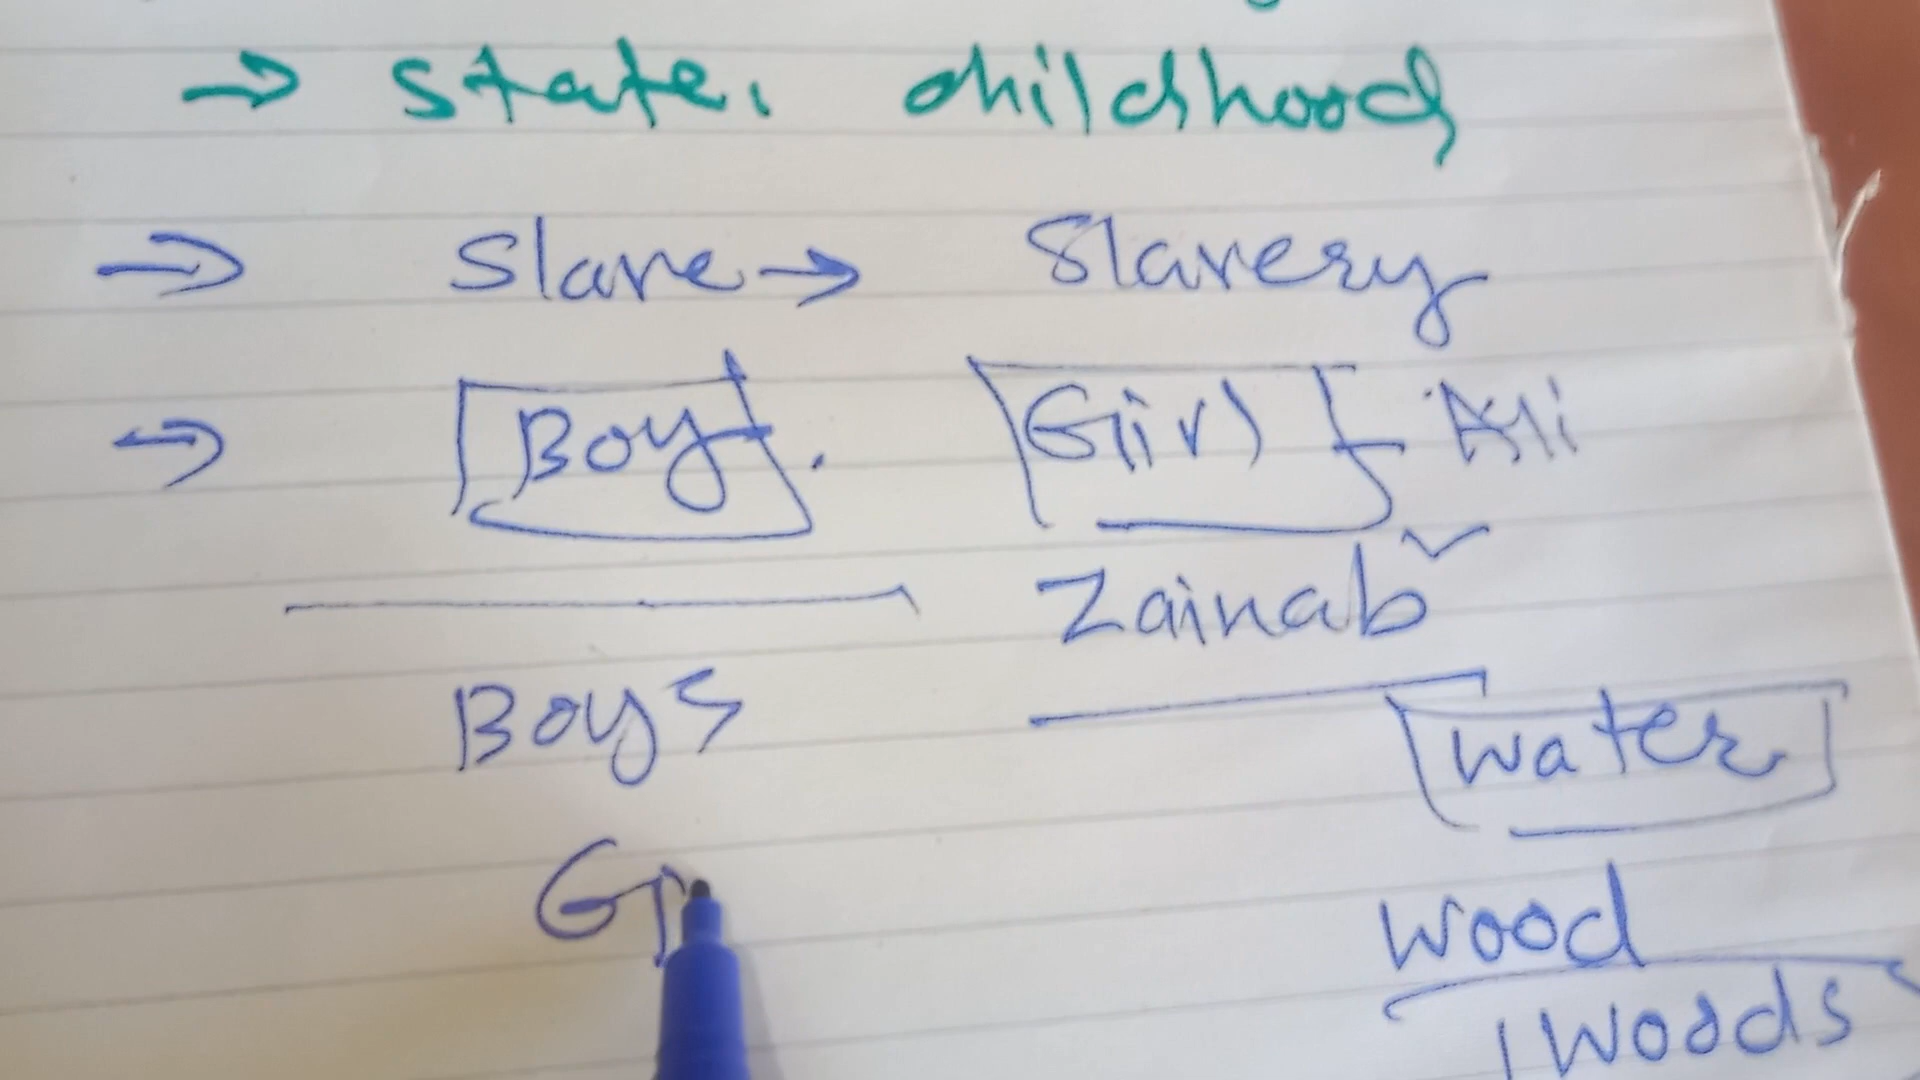 ⇒ State. childhood
⇒ Slave → Slavery
⇒ Boy. Girl Ali
Zainab ✓
Boys
water
G
wood
woods